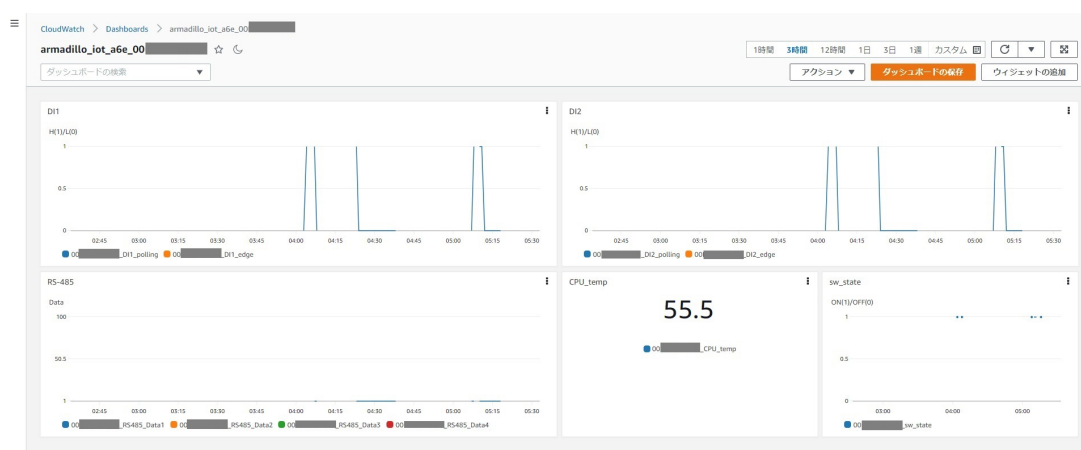 CloudWatch > Dashboards > armadillo_iot_a6e_00
armadillo_iot_a6e_00
1時間 3時間 12時間 1日 3日 1週 カスタム
ダッシュボードの検索
アクション ダッシュボードの保存 ウィジェットの追加
DI1
H(1)/L(0)
1
0.5
0
02:45 03:00 03:15 03:30 03:45 04:00 04:15 04:30 04:45 05:00 05:15 05:30
00 _DI1_polling 00 _DI1_edge
DI2
H(1)/L(0)
1
0.5
0
02:45 03:00 03:15 03:30 03:45 04:00 04:15 04:30 04:45 05:00 05:15 05:30
00 _DI2_polling 00 _DI2_edge
RS-485
Data
100
50.5
1
02:45 03:00 03:15 03:30 03:45 04:00 04:15 04:30 04:45 05:00 05:15 05:30
00 _RS485_Data1 00 _RS485_Data2 00 _RS485_Data3 00 _RS485_Data4
CPU_temp
55.5
00 _CPU_temp
sw_state
ON(1)/OFF(0)
1
0.5
0
03:00 04:00 05:00
00 _sw_state